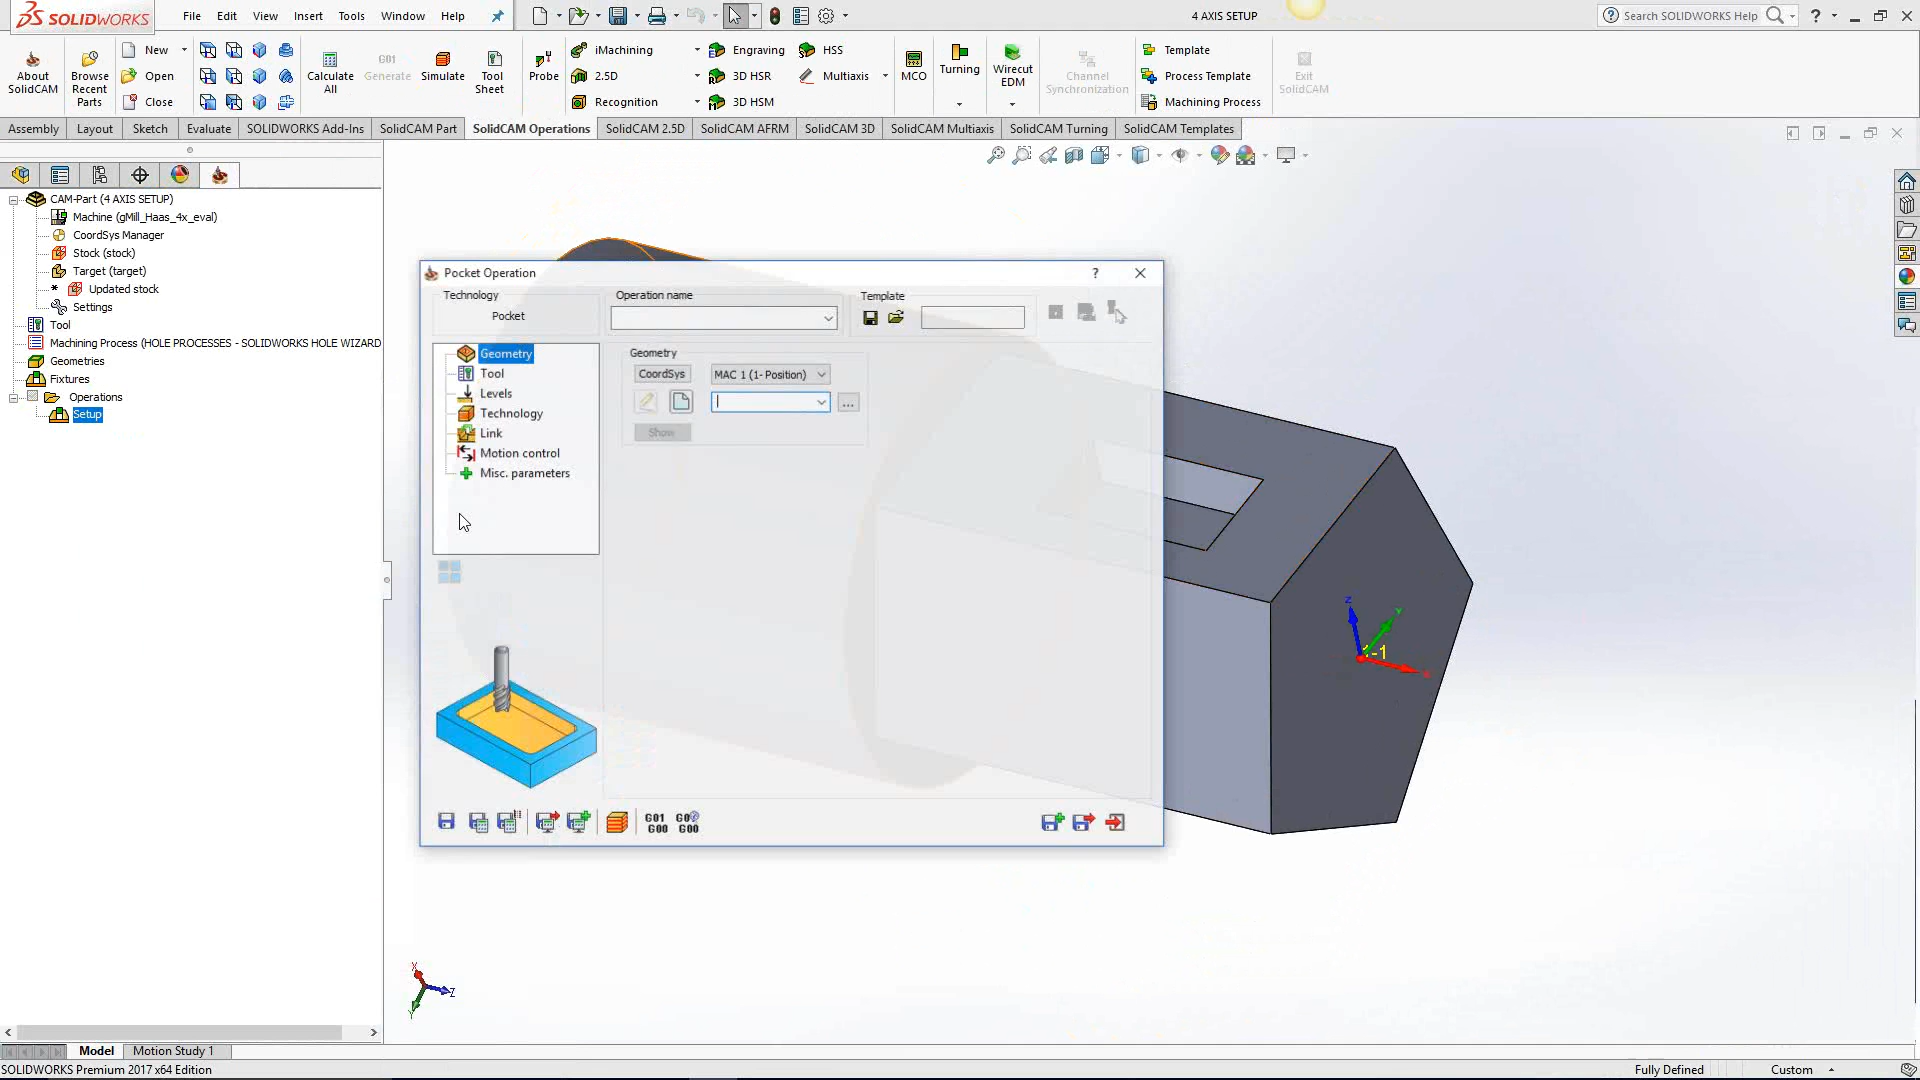 SOLIDWORKS
File Edit View Insert Tools Window Help
4 AXIS SETUP
Search SOLIDWORKS Help
About SolidCAM
Browse Recent Parts
New
Open
Close
Calculate All
G01
Generate
Simulate
Tool Sheet
Probe
iMachining
2.5D
Recognition
Engraving
3D HSR
3D HSM
HSS
Multiaxis
MCO
Turning
Wirecut EDM
Channel Synchronization
Template
Process Template
Machining Process
Exit SolidCAM
Assembly Layout Sketch Evaluate SOLIDWORKS Add-Ins SolidCAM Part SolidCAM Operations SolidCAM 2.5D SolidCAM AFRM SolidCAM 3D SolidCAM Multiaxis SolidCAM Turning SolidCAM Templates
CAM-Part (4 AXIS SETUP)
Machine (gMill_Haas_4x_eval)
CoordSys Manager
Stock (stock)
Target (target)
* Updated stock
Settings
Tool
Machining Process (HOLE PROCESSES - SOLIDWORKS HOLE WIZARD
Geometries
Fixtures
Operations
Setup
Pocket Operation
?
Technology
Pocket
Operation name
Template
Geometry
Tool
Levels
Technology
Link
Motion control
Misc. parameters
Geometry
CoordSys
MAC 1 (1- Position)
...
Show
G01 G00
Z
Y
1-1
X
Z
Y
Model Motion Study 1
SOLIDWORKS Premium 2017 x64 Edition
Fully Defined
Custom